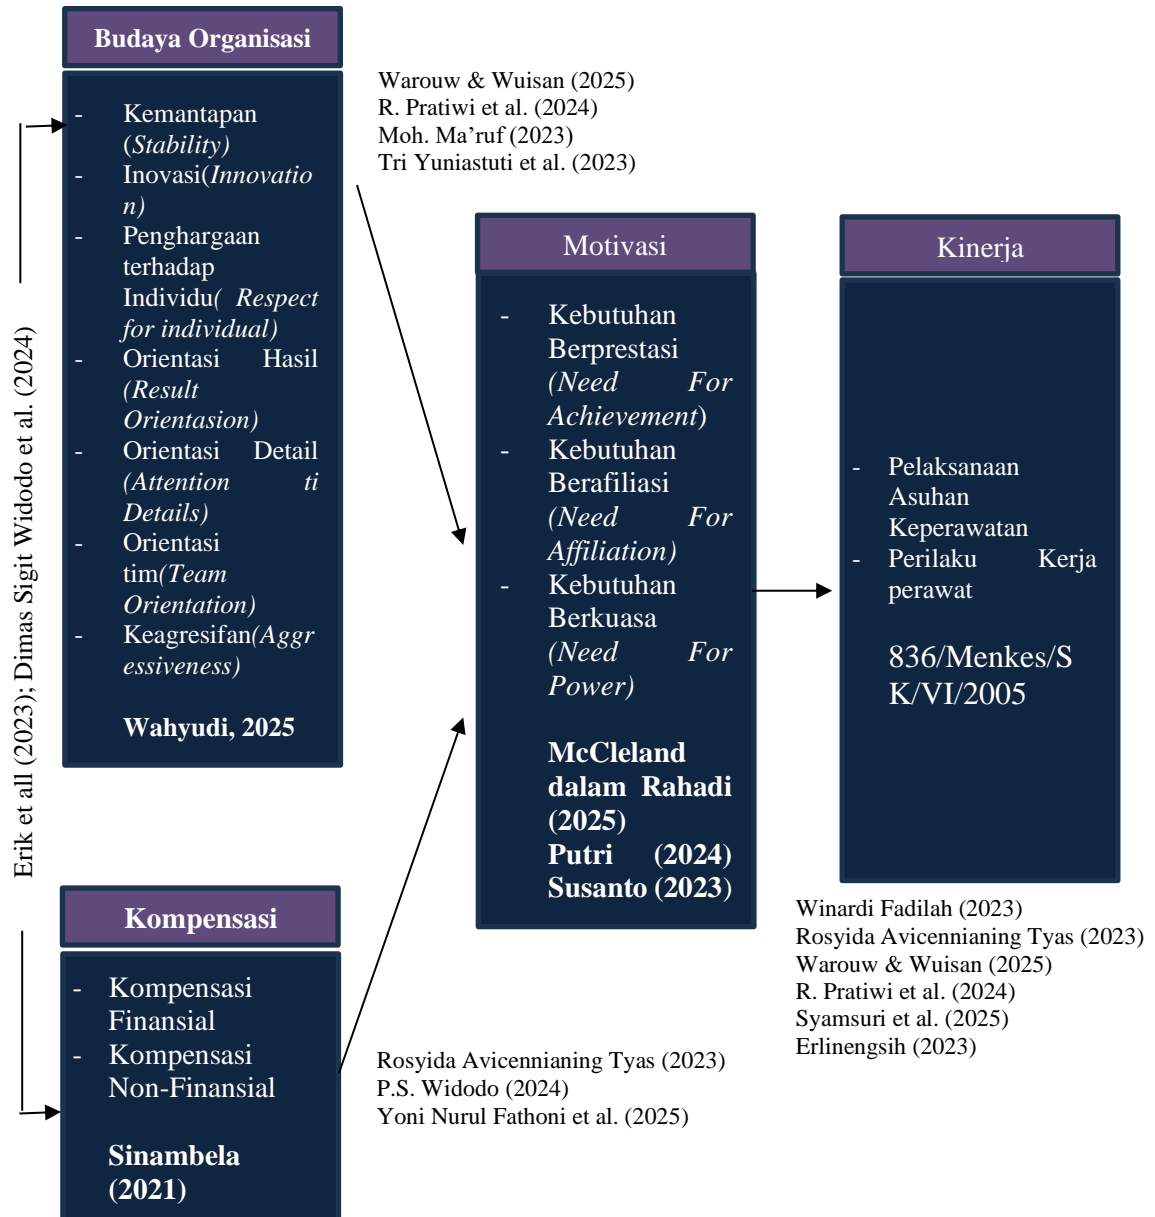 Budaya Organisasi
- Kemantapan
(Stability)
- Inovasi(Innovatio
n)
- Penghargaan
terhadap
Individu( Respect
for individual)
- Orientasi Hasil
(Result
Orientasion)
- Orientasi Detail
(Attention ti
Details)
- Orientasi
tim(Team
Orientation)
- Keagresifan(Aggr
essiveness)
Wahyudi, 2025
Erik et all (2023); Dimas Sigit Widodo et al. (2024)
Kompensasi
- Kompensasi
Finansial
- Kompensasi
Non-Finansial
Sinambela
(2021)
Warouw & Wuisan (2025)
R. Pratiwi et al. (2024)
Moh. Ma’ruf (2023)
Tri Yuniastuti et al. (2023)
Rosyida Avicennianing Tyas (2023)
P.S. Widodo (2024)
Yoni Nurul Fathoni et al. (2025)
Motivasi
- Kebutuhan
Berprestasi
(Need For
Achievement)
- Kebutuhan
Berafiliasi
(Need For
Affiliation)
- Kebutuhan
Berkuasa
(Need For
Power)
McCleland
dalam Rahadi
(2025)
Putri (2024)
Susanto (2023)
Kinerja
- Pelaksanaan
Asuhan
Keperawatan
- Perilaku Kerja
perawat
836/Menkes/S
K/VI/2005
Winardi Fadilah (2023)
Rosyida Avicennianing Tyas (2023)
Warouw & Wuisan (2025)
R. Pratiwi et al. (2024)
Syamsuri et al. (2025)
Erlinengsih (2023)